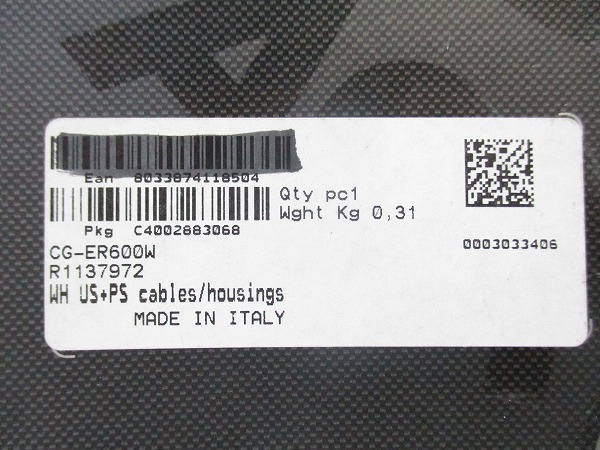 Ean 8033874118504
Qty pc1
Wght Kg 0,31
Pkg C4002883068
0003033406
CG-ER600W
R1137972
WH US+PS cables/housings
MADE IN ITALY